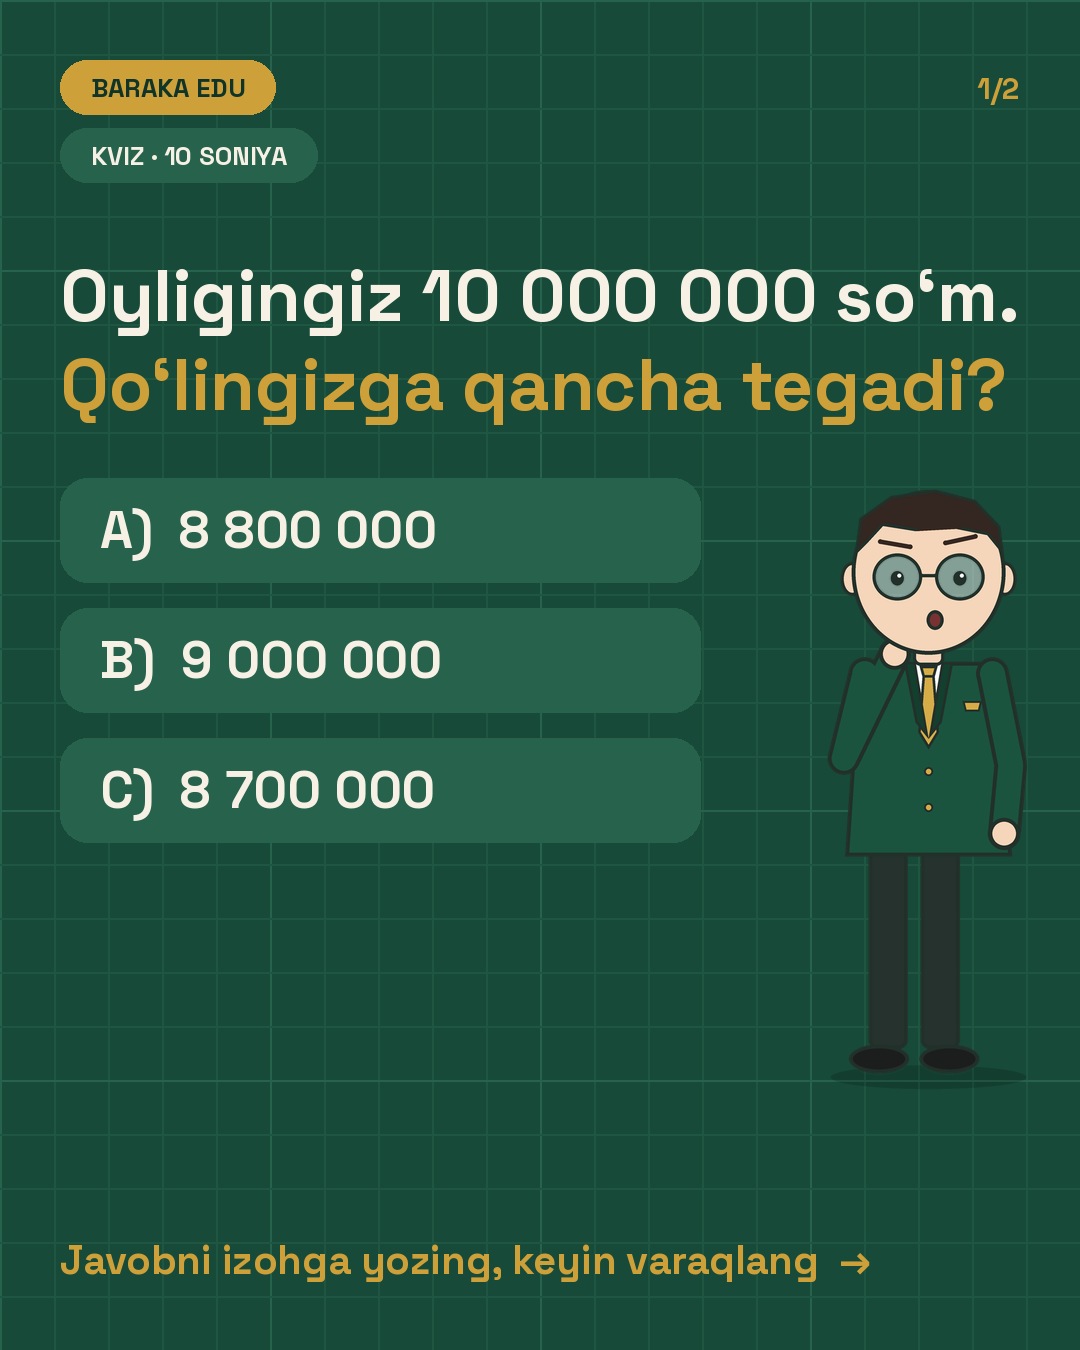 BARAKA EDU
1/2
KVIZ · 10 SONIYA
Oyligingiz 10 000 000 so‘m.
Qo‘lingizga qancha tegadi?
A) 8 800 000
B) 9 000 000
C) 8 700 000
Javobni izohga yozing, keyin varaqlang →